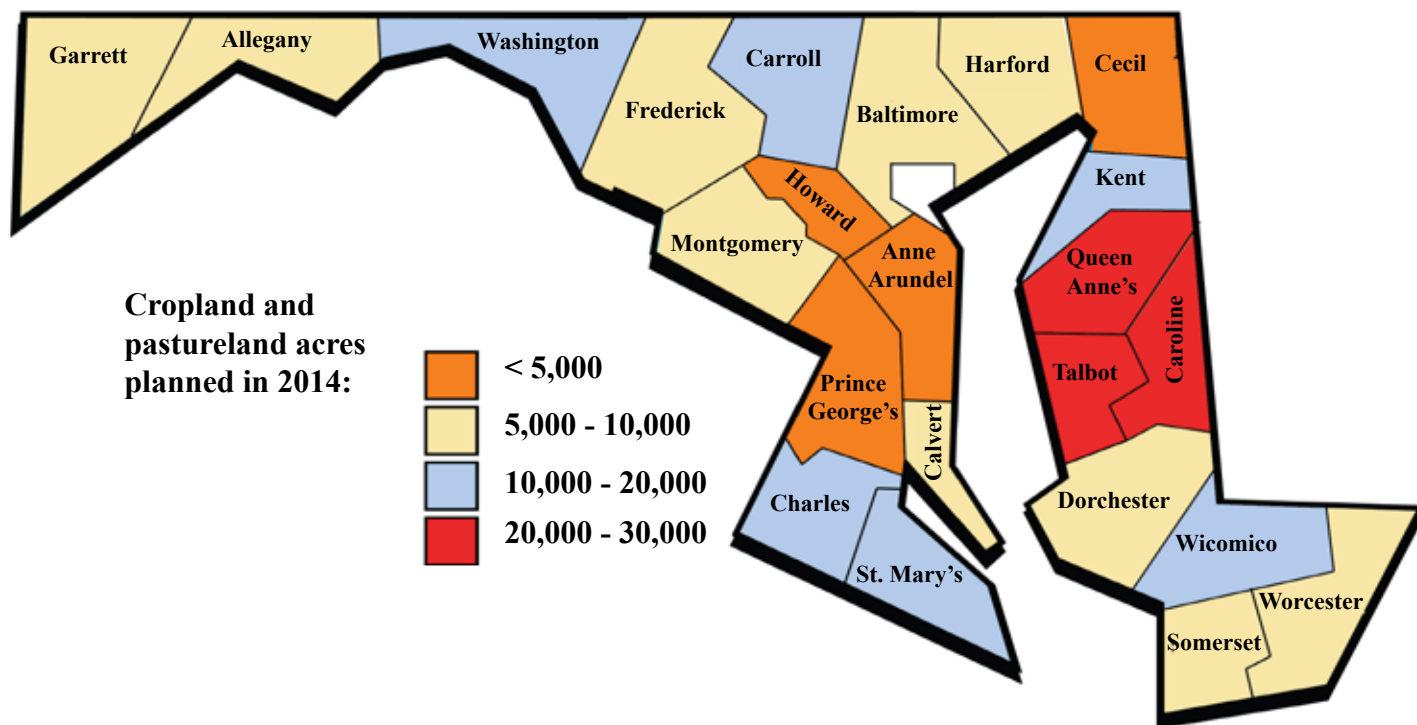 Garrett
Allegany
Washington
Frederick
Carroll
Baltimore
Harford
Cecil
Kent
Howard
Montgomery
Anne
Arundel
Queen
Anne’s
Caroline
Talbot
Prince
George’s
Calvert
Charles
St. Mary’s
Dorchester
Wicomico
Worcester
Somerset
Cropland and
pastureland acres
planned in 2014:
< 5,000
5,000 - 10,000
10,000 - 20,000
20,000 - 30,000